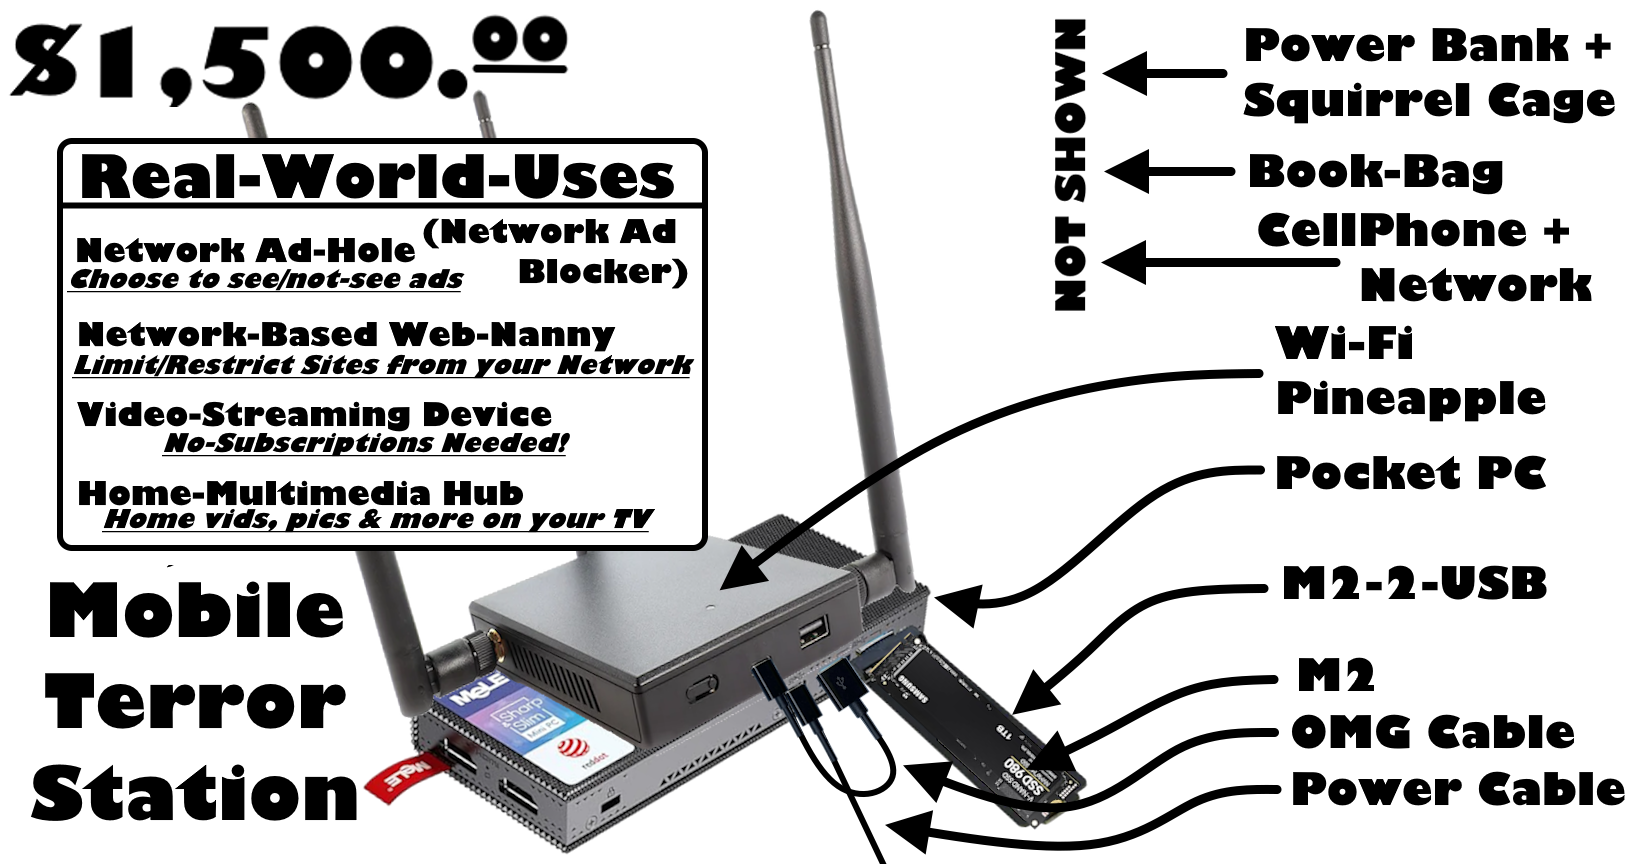 $1,500.00
Real-World-Uses
Network Ad-Hole (Network Ad
Blocker)
Choose to see/not-see ads
Network-Based Web-Nanny
Limit/Restrict Sites from your Network
Video-Streaming Device
No-Subscriptions Needed!
Home-Multimedia Hub
Home vids, pics & more on your TV
Mobile
Terror
Station
NOT SHOWN
Power Bank +
Squirrel Cage
Book-Bag
CellPhone +
Network
Wi-Fi
Pineapple
Pocket PC
M2-2-USB
M2
OMG Cable
Power Cable
MeLE
Sharp
& Slim
Mini PC
reddot
MeLE
SAMSUNG
1TB
SSD 980
V-NAND SSD